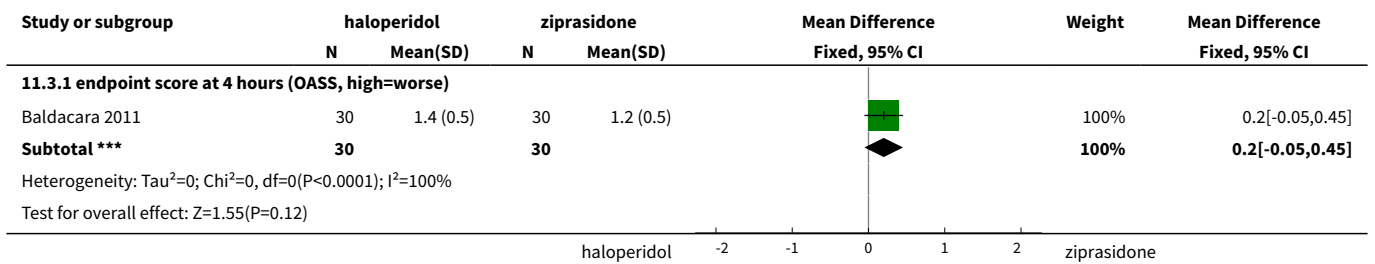 Study or subgroup haloperidol ziprasidone Mean Difference Weight Mean Difference
N Mean(SD) N Mean(SD) Fixed, 95% CI Fixed, 95% CI
11.3.1 endpoint score at 4 hours (OASS, high=worse)
Baldacara 2011 30 1.4 (0.5) 30 1.2 (0.5) 100% 0.2[-0.05,0.45]
Subtotal *** 30 30 100% 0.2[-0.05,0.45]
Heterogeneity: Tau²=0; Chi²=0, df=0(P<0.0001); I²=100%
Test for overall effect: Z=1.55(P=0.12)
haloperidol -2 -1 0 1 2 ziprasidone